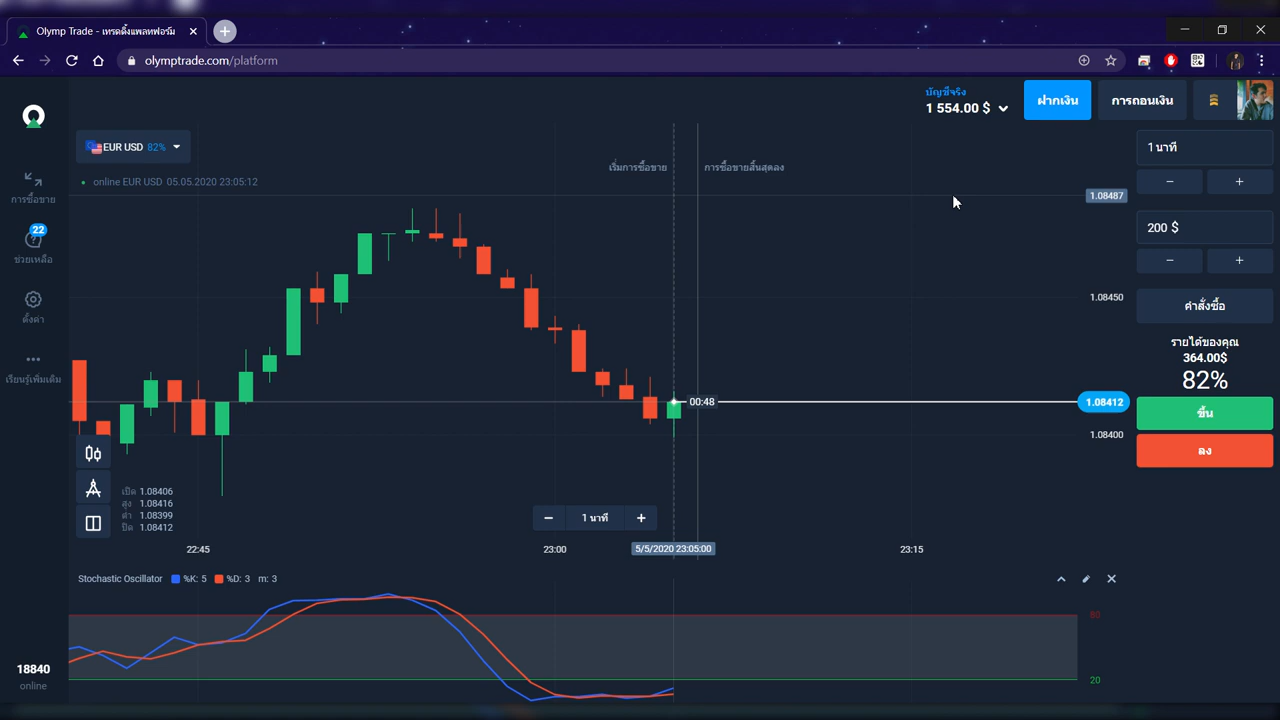 Olymp Trade - เทรดดิ้งแพลทฟอร์ม
olymptrade.com/platform
บัญชีจริง
1 554.00 $
ฝากเงิน
การถอนเงิน
EUR USD 82%
online EUR USD 05.05.2020 23:05:12
เริ่มการซื้อขาย
การซื้อขายสิ้นสุดลง
การซื้อขาย
22
ช่วยเหลือ
ตั้งค่า
เรียนรู้เพิ่มเติม
1.08487
1.08450
00:48
1.08412
1.08400
1 นาที
− +
200 $
− +
คำสั่งซื้อ
รายได้ของคุณ
364.00$
82%
ขึ้น
ลง
เปิด 1.08406
สูง 1.08416
ต่ำ 1.08399
ปิด 1.08412
− 1 นาที +
22:45
23:00
5/5/2020 23:05:00
23:15
Stochastic Oscillator %K: 5 %D: 3 m: 3
80
20
18840
online